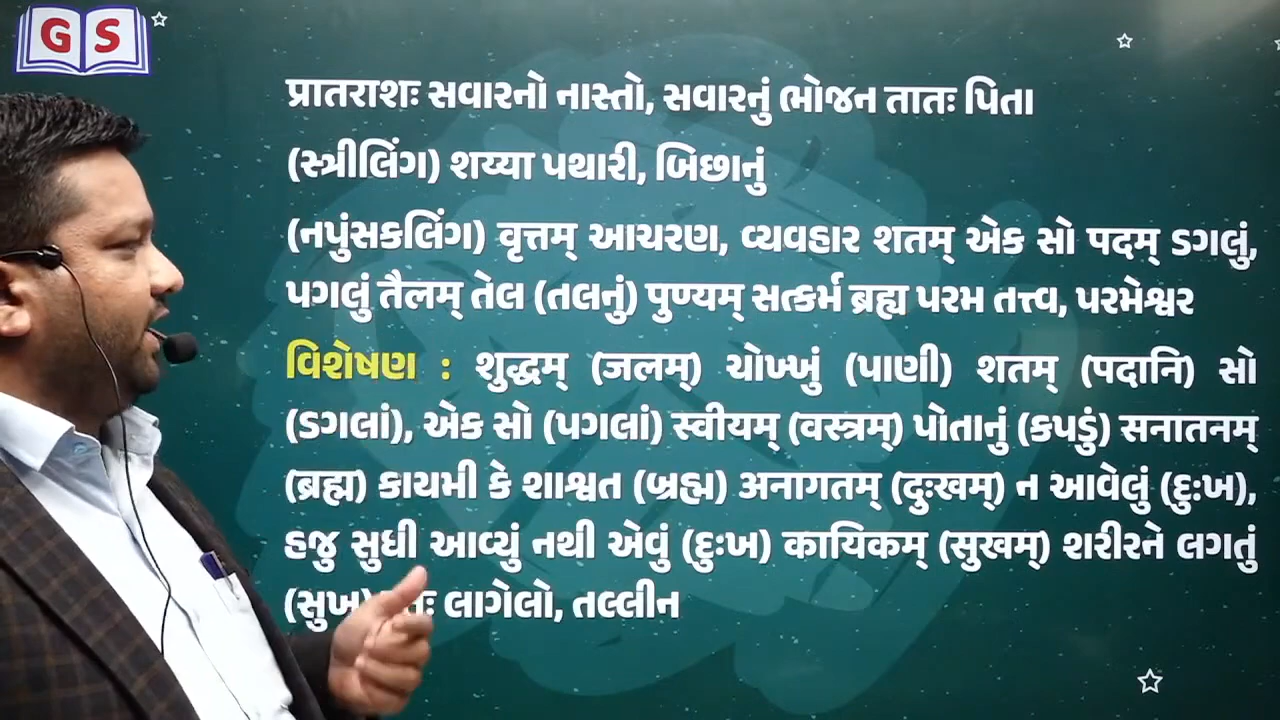 GS
પ્રાતરાશઃ સવારનો નાસ્તો, સવારનું ભોજન તાતઃ પિતા
(સ્ત્રીલિંગ) શય્યા પથારી, બિછાનું
(નપુંસકલિંગ) વૃત્તમ્ આચરણ, વ્યવહાર શતમ્ એક સો પદમ્ ડગલું,
પગલું તૈલમ્ તેલ (તલનું) પુણ્યમ્ સત્કર્મ બ્રહ્મ પરમ તત્ત્વ, પરમેશ્વર
વિશેષણ : શુદ્ધમ્ (જલમ્) ચોખ્ખું (પાણી) શતમ્ (પદાનિ) સો
(ડગલાં), એક સો (પગલાં) સ્વીયમ્ (વસ્ત્રમ્) પોતાનું (કપડું) સનાતનમ્
(બ્રહ્મ) કાયમી કે શાશ્વત (બ્રહ્મ) અનાગતમ્ (દુઃખમ્) ન આવેલું (દુ:ખ),
હજુ સુધી આવ્યું નથી એવું (દુઃખ) કાયિકમ્ (સુખમ્) શરીરને લગતું
(સુખ) લાગેલો, તલ્લીન